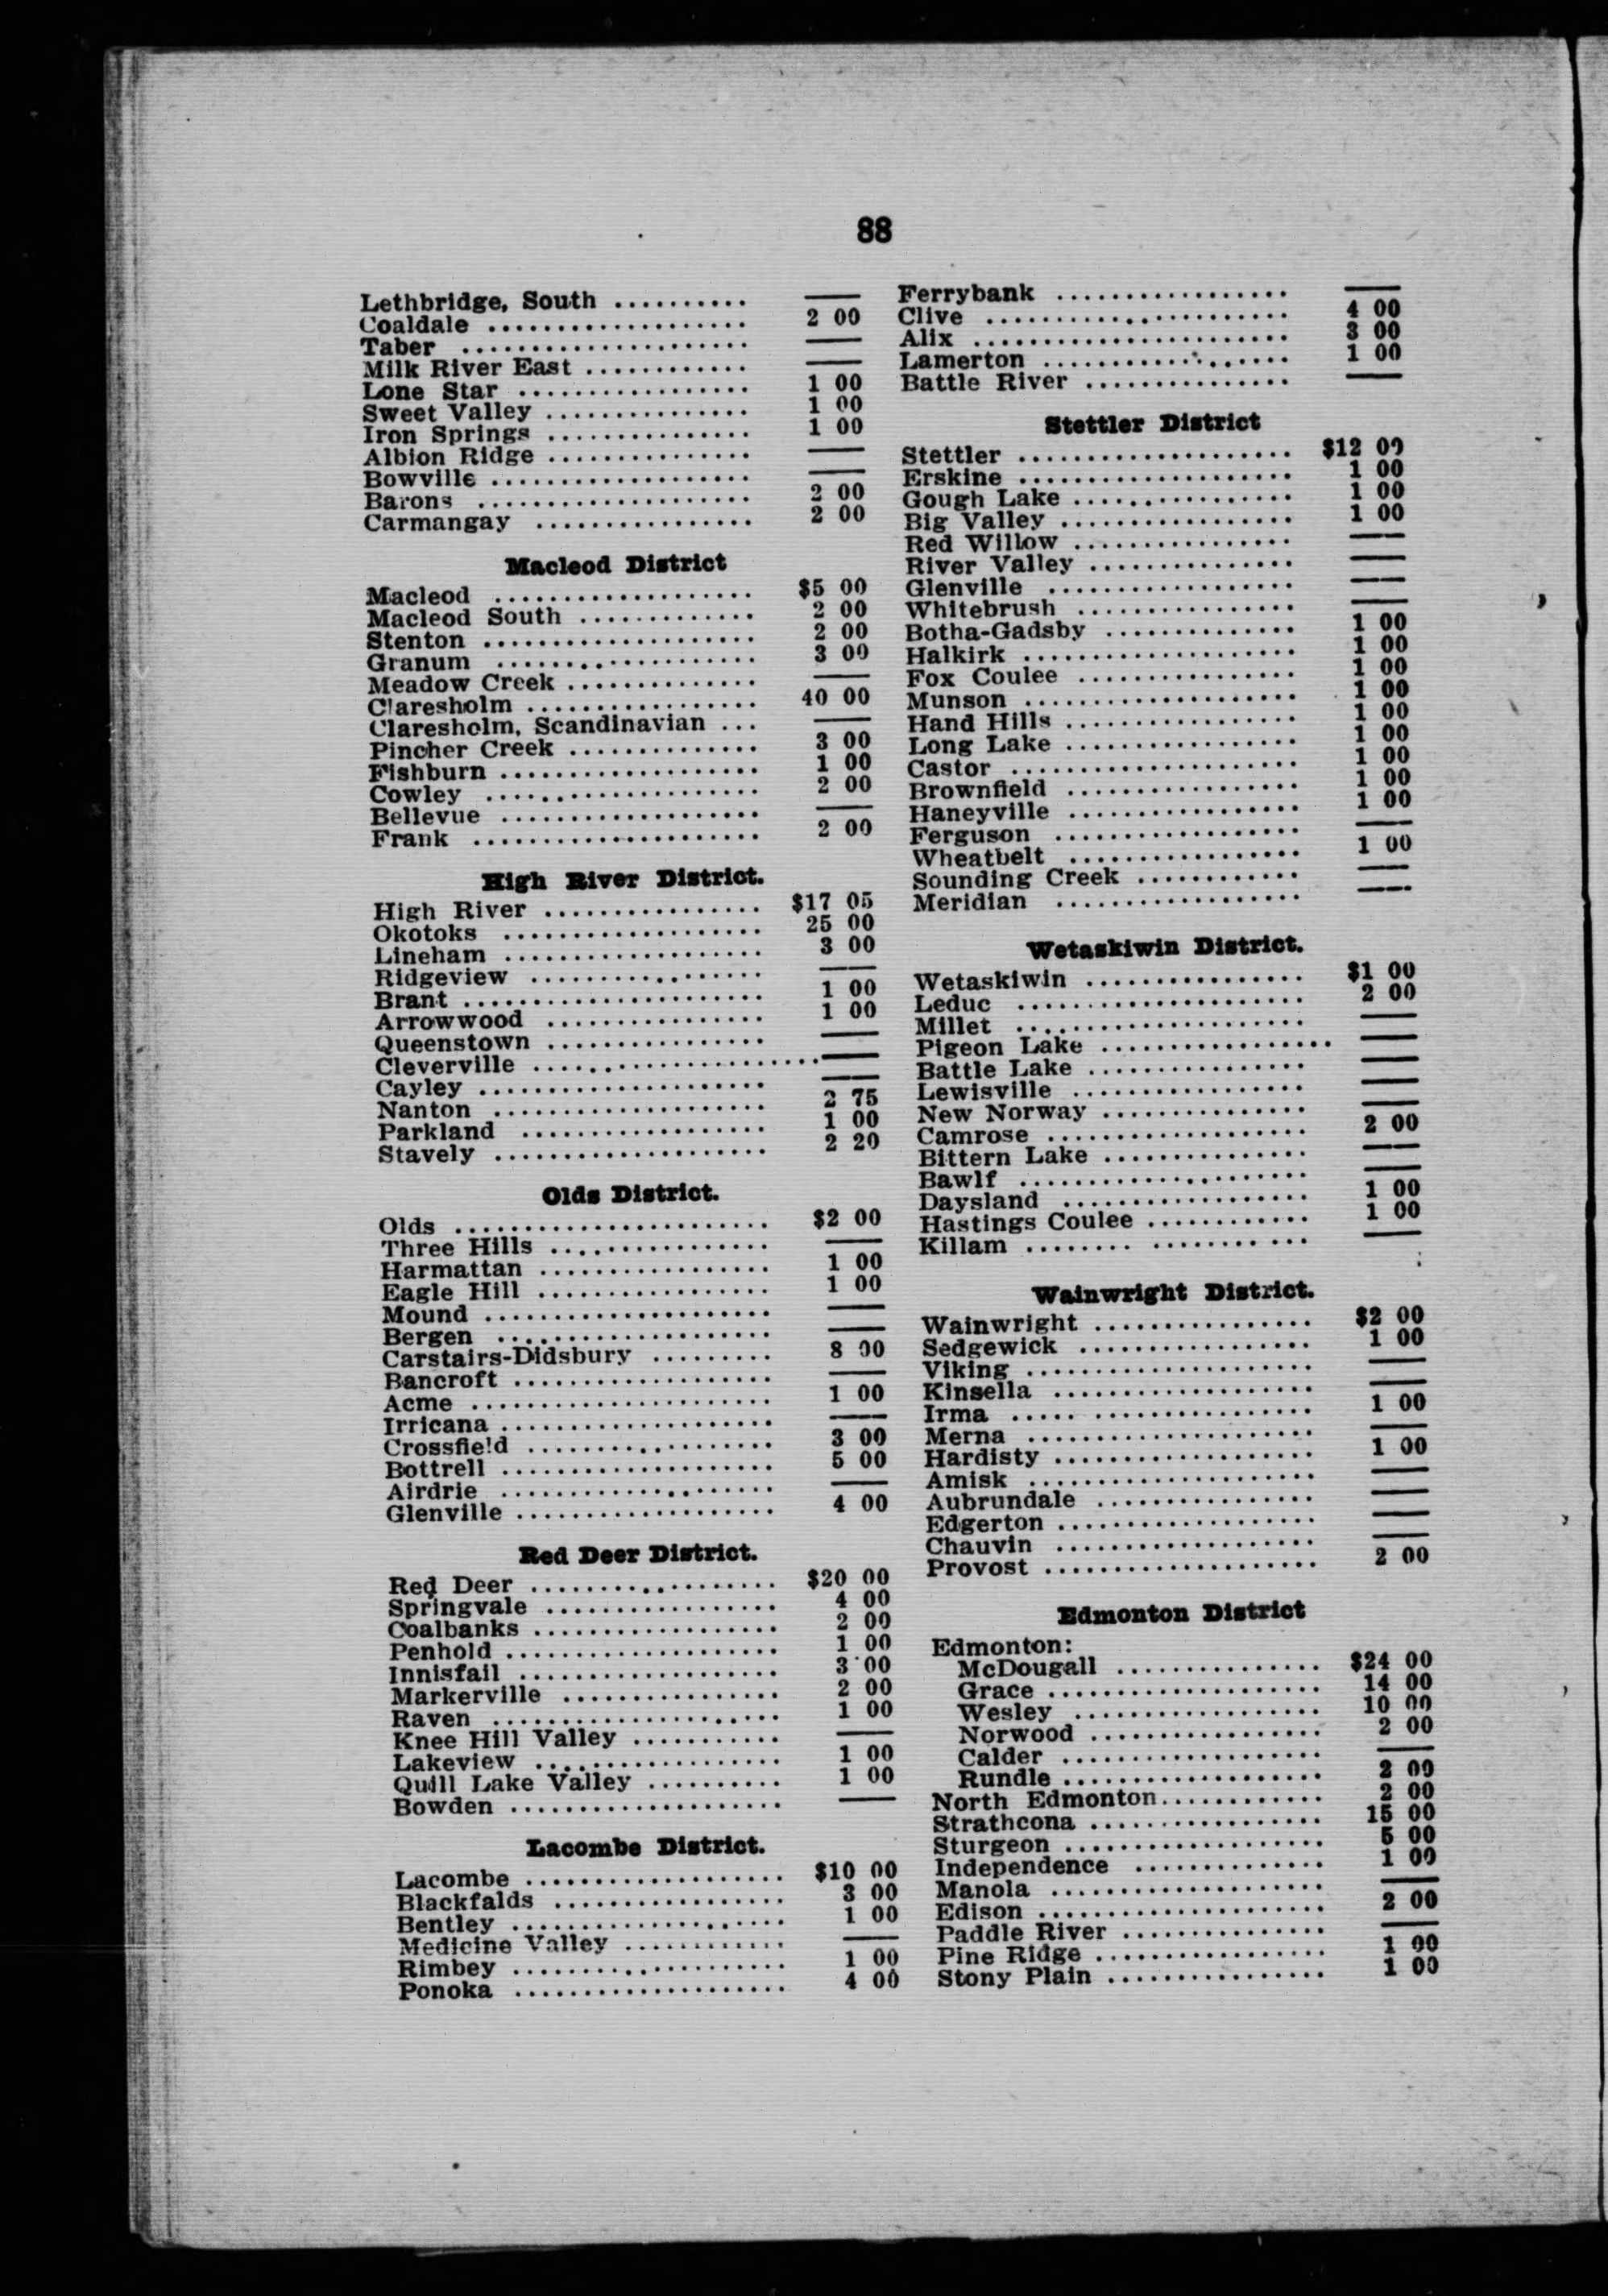 88
Lethbridge, South .......... ——
Coaldale .......... 2 00
Taber .......... ——
Milk River East .......... ——
Lone Star .......... 1 00
Sweet Valley .......... 1 00
Iron Springs .......... 1 00
Albion Ridge .......... ——
Bowville .......... ——
Barons .......... 2 00
Carmangay .......... 2 00
Macleod District
Macleod .......... $5 00
Macleod South .......... 2 00
Stenton .......... 2 00
Granum .......... 3 00
Meadow Creek .......... ——
Claresholm .......... 40 00
Claresholm, Scandinavian ... ——
Pincher Creek .......... 3 00
Fishburn .......... 1 00
Cowley .......... 2 00
Bellevue .......... ——
Frank .......... 2 00
High River District.
High River .......... $17 05
Okotoks .......... 25 00
Lineham .......... 3 00
Ridgeview .......... ——
Brant .......... 1 00
Arrowwood .......... 1 00
Queenstown .......... ——
Cleverville .......... ——
Cayley .......... ——
Nanton .......... 2 75
Parkland .......... 1 00
Stavely .......... 2 20
Olds District.
Olds .......... $2 00
Three Hills .......... ——
Harmattan .......... 1 00
Eagle Hill .......... 1 00
Mound .......... ——
Bergen .......... ——
Carstairs-Didsbury .......... 8 00
Bancroft .......... ——
Acme .......... 1 00
Irricana .......... ——
Crossfield .......... 3 00
Bottrell .......... 5 00
Airdrie .......... ——
Glenville .......... 4 00
Red Deer District.
Red Deer .......... $20 00
Springvale .......... 4 00
Coalbanks .......... 2 00
Penhold .......... 1 00
Innisfail .......... 3 00
Markerville .......... 2 00
Raven .......... 1 00
Knee Hill Valley .......... ——
Lakeview .......... 1 00
Quill Lake Valley .......... 1 00
Bowden .......... ——
Lacombe District.
Lacombe .......... $10 00
Blackfalds .......... 3 00
Bentley .......... 1 00
Medicine Valley .......... ——
Rimbey .......... 1 00
Ponoka .......... 4 00
Ferrybank .......... ——
Clive .......... 4 00
Alix .......... 3 00
Lamerton .......... 1 00
Battle River .......... ——
Stettler District
Stettler .......... $12 00
Erskine .......... 1 00
Gough Lake .......... 1 00
Big Valley .......... 1 00
Red Willow .......... ——
River Valley .......... ——
Glenville .......... ——
Whitebrush .......... ——
Botha-Gadsby .......... 1 00
Halkirk .......... 1 00
Fox Coulee .......... 1 00
Munson .......... 1 00
Hand Hills .......... 1 00
Long Lake .......... 1 00
Castor .......... 1 00
Brownfield .......... 1 00
Haneyville .......... 1 00
Ferguson .......... ——
Wheatbelt .......... 1 00
Sounding Creek .......... ——
Meridian .......... ——
Wetaskiwin District.
Wetaskiwin .......... $1 00
Leduc .......... 2 00
Millet .......... ——
Pigeon Lake .......... ——
Battle Lake .......... ——
Lewisville .......... ——
New Norway .......... ——
Camrose .......... 2 00
Bittern Lake .......... ——
Bawlf .......... ——
Daysland .......... 1 00
Hastings Coulee .......... 1 00
Killam .......... ——
Wainwright District.
Wainwright .......... $2 00
Sedgewick .......... 1 00
Viking .......... ——
Kinsella .......... ——
Irma .......... 1 00
Merna .......... ——
Hardisty .......... 1 00
Amisk .......... ——
Aubrundale .......... ——
Edgerton .......... ——
Chauvin .......... ——
Provost .......... 2 00
Edmonton District
Edmonton:
McDougall .......... $24 00
Grace .......... 14 00
Wesley .......... 10 00
Norwood .......... 2 00
Calder .......... ——
Rundle .......... 2 00
North Edmonton .......... 2 00
Strathcona .......... 15 00
Sturgeon .......... 5 00
Independence .......... 1 00
Manola .......... ——
Edison .......... 2 00
Paddle River .......... ——
Pine Ridge .......... 1 00
Stony Plain .......... 1 00